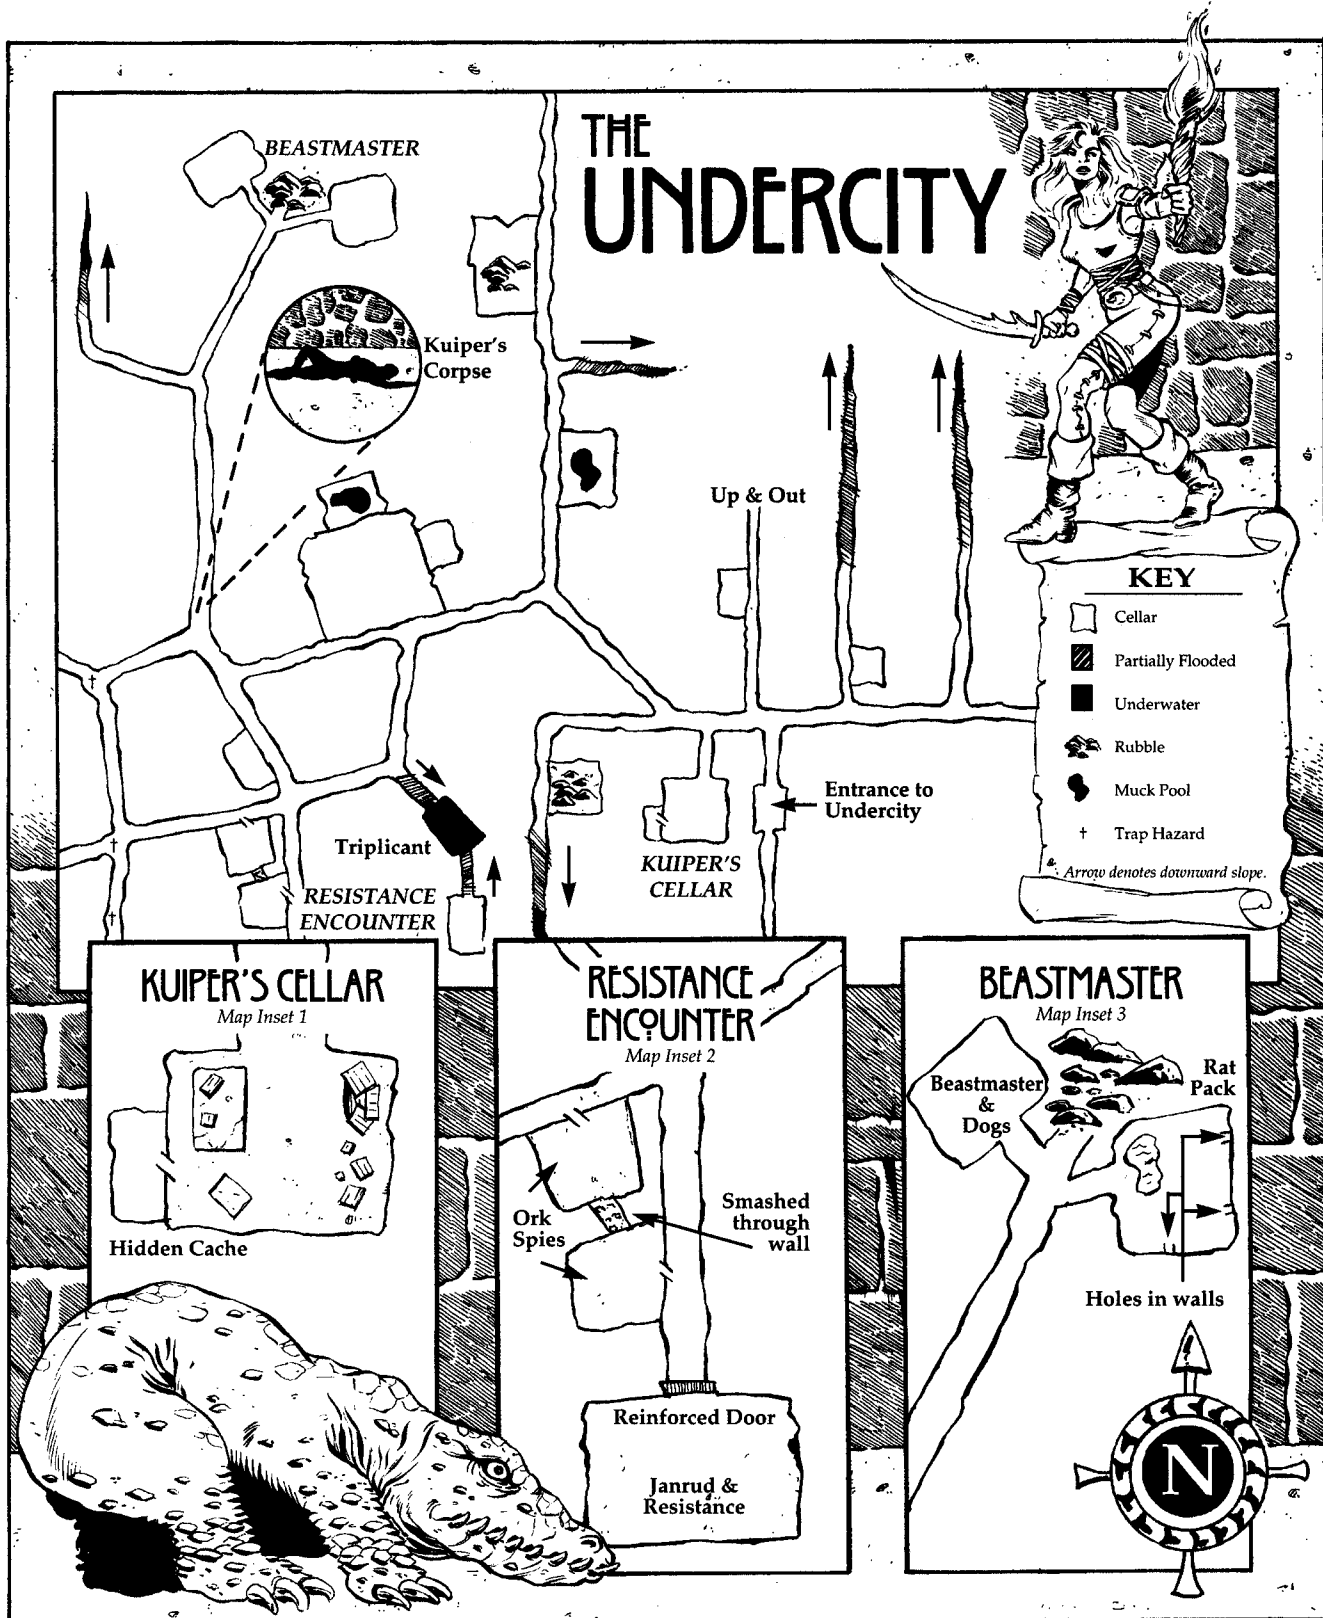 THE
UNDERCITY
BEASTMASTER
Kuiper's
Corpse
Up & Out
KEY
Cellar
Partially Flooded
Underwater
Rubble
Muck Pool
† Trap Hazard
Arrow denotes downward slope.
Entrance to
Undercity
Triplicant
KUIPER'S
CELLAR
RESISTANCE
ENCOUNTER
KUIPER'S CELLAR
Map Inset 1
Hidden Cache
RESISTANCE
ENCOUNTER
Map Inset 2
Ork
Spies
Smashed
through
wall
Reinforced Door
Janrud &
Resistance
BEASTMASTER
Map Inset 3
Beastmaster
&
Dogs
Rat
Pack
Holes in walls
N